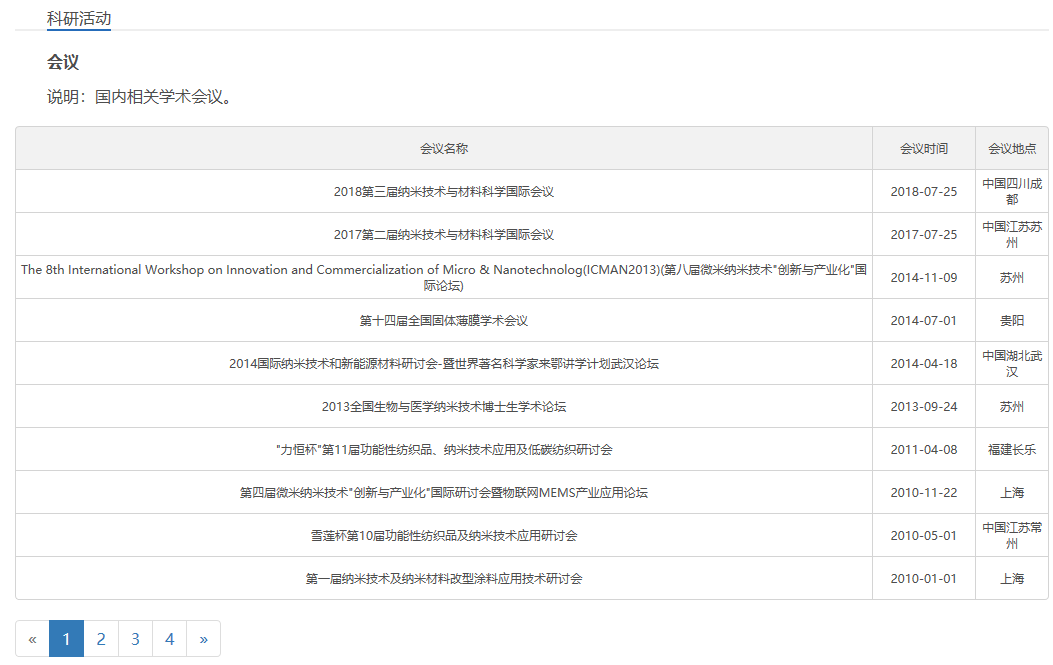 科研活动
会议
说明：国内相关学术会议。
会议名称 会议时间 会议地点
2018第三届纳米技术与材料科学国际会议 2018-07-25 中国四川成
都
2017第二届纳米技术与材料科学国际会议 2017-07-25 中国江苏苏
州
The 8th International Workshop on Innovation and Commercialization of Micro & Nanotechnolog(ICMAN2013)(第八届微米纳米技术"创新与产业化"国
际论坛) 2014-11-09 苏州
第十四届全国固体薄膜学术会议 2014-07-01 贵阳
2014国际纳米技术和新能源材料研讨会-暨世界著名科学家来鄂讲学计划武汉论坛 2014-04-18 中国湖北武
汉
2013全国生物与医学纳米技术博士生学术论坛 2013-09-24 苏州
"力恒杯"第11届功能性纺织品、纳米技术应用及低碳纺织研讨会 2011-04-08 福建长乐
第四届微米纳米技术"创新与产业化"国际研讨会暨物联网MEMS产业应用论坛 2010-11-22 上海
雪莲杯第10届功能性纺织品及纳米技术应用研讨会 2010-05-01 中国江苏常
州
第一届纳米技术及纳米材料改型涂料应用技术研讨会 2010-01-01 上海
« 1 2 3 4 »